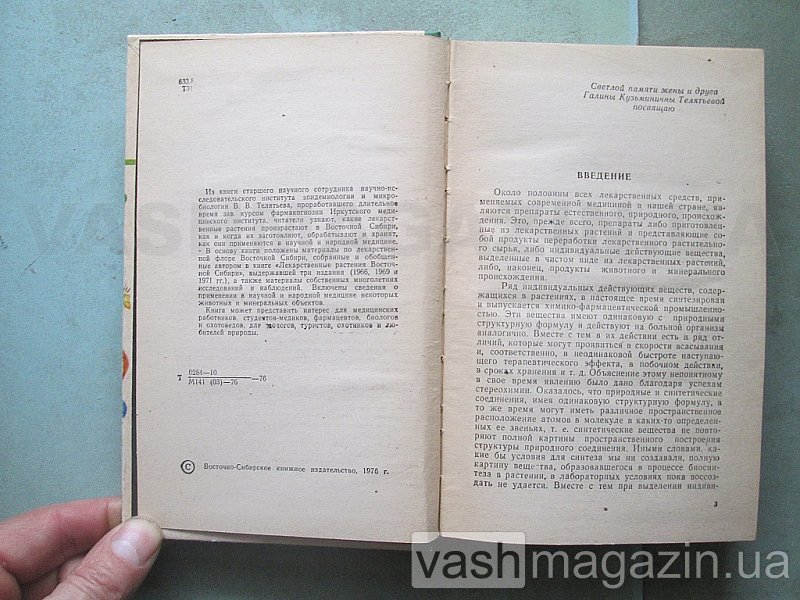 633.8
Т31
Из книги старшего научного сотрудника научно-ис-
следовательского института эпидемиологии и микро-
биологии В. В. Телятьева, проработавшего длительное
время зав. курсом фармакогнозии Иркутского меди-
цинского института, читатели узнают, какие лекарст-
венные растения произрастают в Восточной Сибири,
как и когда их заготовляют, обрабатывают и хранят,
как они применяются в научной и народной медицине.
В основу книги положены материалы по лекарст-
венной флоре Восточной Сибири, собранные и обобщен-
ные автором в книге «Лекарственные растения Восточ-
ной Сибири», выдержавшей три издания (1966, 1969 и
1971 гг.), а также материалы собственных многолетних
исследований и наблюдений. Включены сведения о
применении в научной и народной медицине некоторых
животных и минеральных объектов.
Книга может представить интерес для медицинских
работников, студентов-медиков, фармацевтов, биологов
и охотоведов, для геологов, туристов, охотников и лю-
бителей природы.
Т 0284—10 —76
М141 (03)—76
© Восточно-Сибирское книжное издательство, 1976 г.
Светлой памяти жены и друга
Галины Кузьминичны Телятьевой
посвящаю
ВВЕДЕНИЕ
Около половины всех лекарственных средств, при-
меняемых современной медициной в нашей стране, яв-
ляются препараты естественного, природного, происхож-
дения. Это, прежде всего, препараты либо приготовлен-
ные из лекарственных растений и представляющие со-
бой продукты переработки лекарственного растительно-
го сырья, либо индивидуальные действующие вещества,
выделенные в чистом виде из лекарственных растений,
либо, наконец, продукты животного и минерального
происхождения.
Ряд индивидуальных действующих веществ, содер-
жащихся в растениях, в настоящее время синтезирован
и выпускается химико-фармацевтической промышленно-
стью. Эти вещества имеют одинаковую с природными
структурную формулу и действуют на больной организм
аналогично. Вместе с тем в их действии есть и ряд от-
личий, которые могут проявиться в скорости всасывания
и, соответственно, в неодинаковой быстроте наступаю-
щего терапевтического эффекта, в побочном действии,
в сроках хранения и т. д. Объяснение этому непонятному
в свое время явлению было дано благодаря успехам
стереохимии. Оказалось, что природные и синтетические
соединения, имея одинаковую структурную формулу, в
то же время могут иметь различное пространственное
расположение атомов в молекуле в каких-то определен-
ных ее звеньях, т. е. синтетические вещества не повто-
ряют полной картины пространственного построения
структуры природного соединения. Иными словами, ка-
кие бы условия для синтеза мы ни создавали, полную
картину вещества, образовавшегося в процессе биосин-
теза в растении, в лабораторных условиях пока воссоз-
дать не удается. Вместе с тем при выделении индиви-
3
vashmagazin.ua